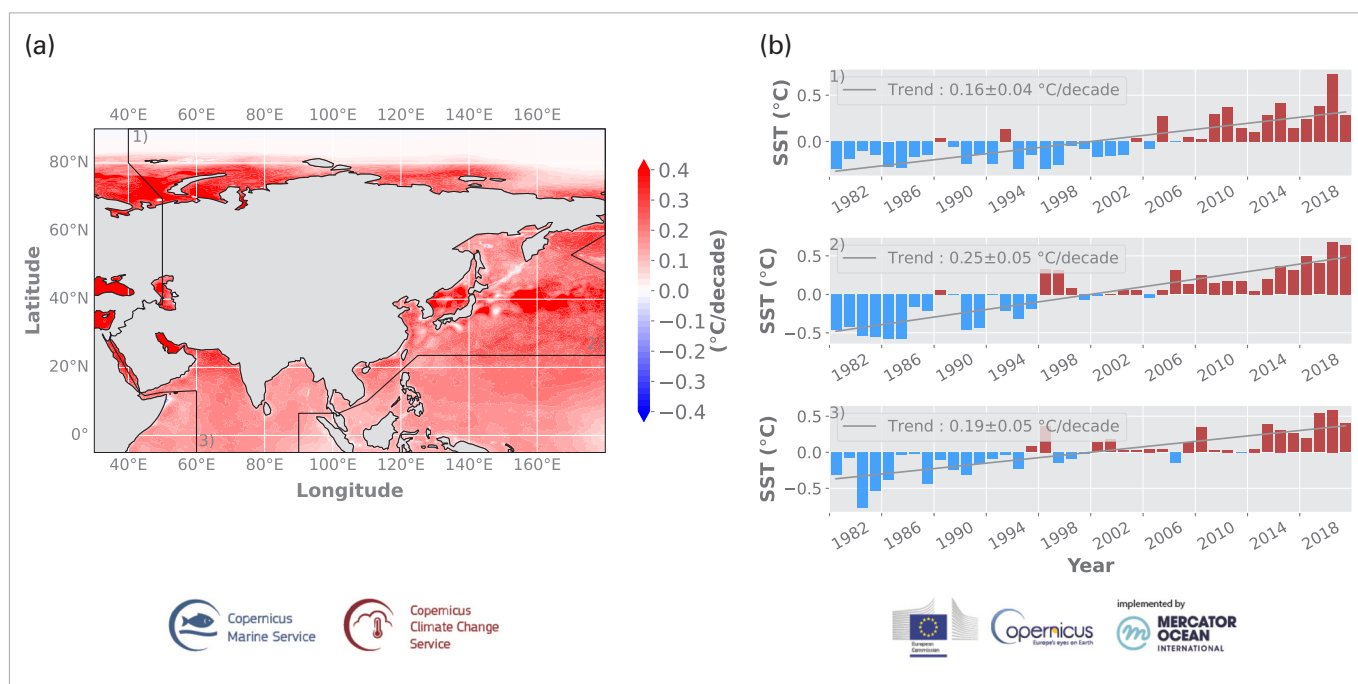 (a)
40°E 60°E 80°E 100°E 120°E 140°E 160°E
80°N
60°N
40°N
20°N
0°
Latitude
1)
2)
3)
40°E 60°E 80°E 100°E 120°E 140°E 160°E
Longitude
0.4
0.3
0.2
0.1
0.0
−0.1
−0.2
−0.3
−0.4
(°C/decade)
(b)
1)
Trend : 0.16±0.04 °C/decade
0.5
0.0
SST (°C)
1982 1986 1990 1994 1998 2002 2006 2010 2014 2018
2)
Trend : 0.25±0.05 °C/decade
0.5
0.0
−0.5
SST (°C)
1982 1986 1990 1994 1998 2002 2006 2010 2014 2018
3)
Trend : 0.19±0.05 °C/decade
0.5
0.0
−0.5
SST (°C)
1982 1986 1990 1994 1998 2002 2006 2010 2014 2018
Year
Copernicus
Marine Service
Copernicus
Climate Change
Service
European
Commission
opernicus
Europe's eyes on Earth
implemented by
MERCATOR
OCEAN
INTERNATIONAL